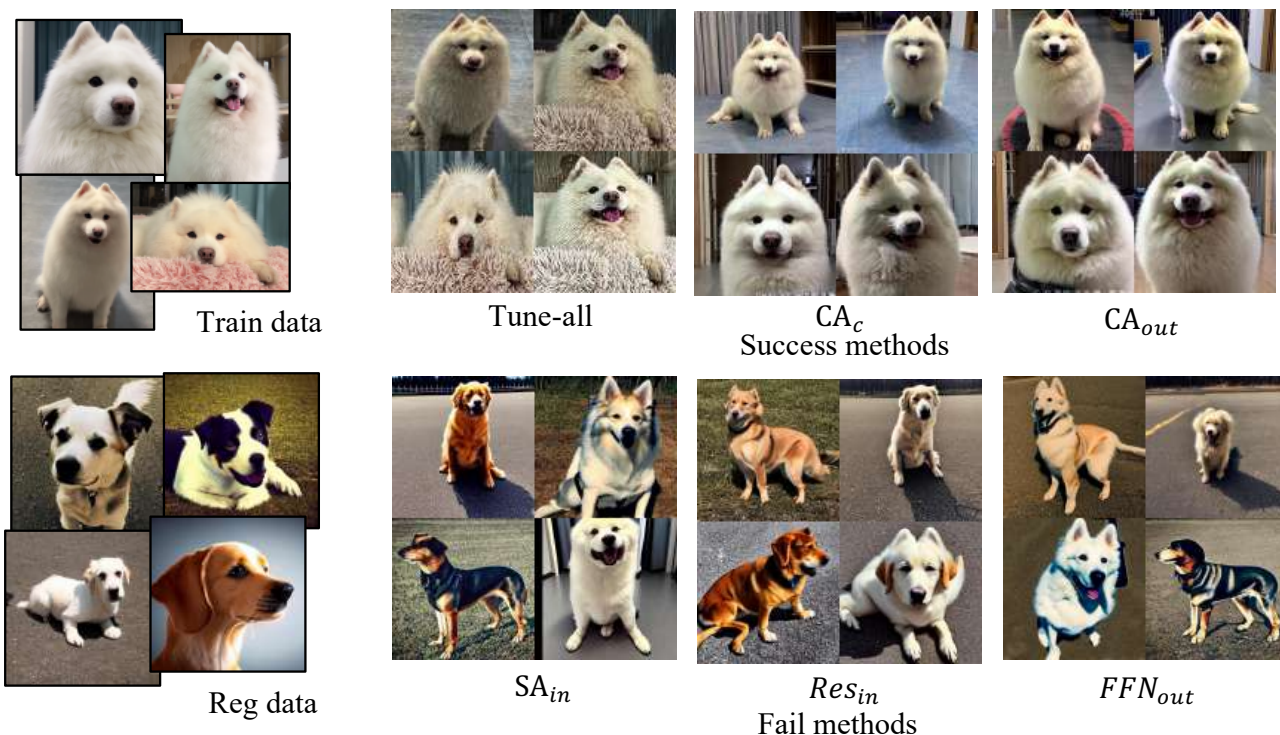 Train data
Tune-all
CA_c
CA_out
Success methods
Reg data
SA_in
Res_in
FFN_out
Fail methods